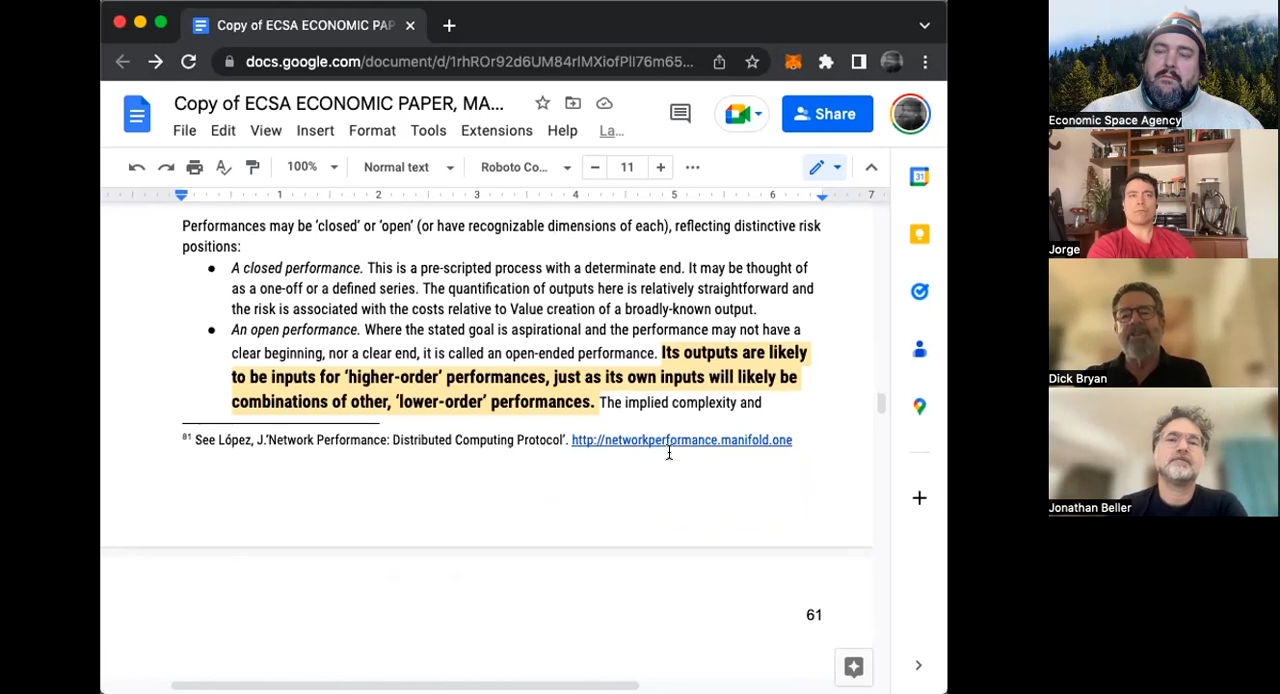 Copy of ECSA ECONOMIC PAP
docs.google.com/document/d/1rhROr92d6UM84rlMXiofPll76m65...
Copy of ECSA ECONOMIC PAPER, MA...
File Edit View Insert Format Tools Extensions Help La...
Share
100% Normal text Roboto Co... 11
1 2 3 4 5 6 7
31
Performances may be ‘closed’ or ‘open’ (or have recognizable dimensions of each), reflecting distinctive risk
positions:
● A closed performance. This is a pre-scripted process with a determinate end. It may be thought of
as a one-off or a defined series. The quantification of outputs here is relatively straightforward and
the risk is associated with the costs relative to Value creation of a broadly-known output.
● An open performance. Where the stated goal is aspirational and the performance may not have a
clear beginning, nor a clear end, it is called an open-ended performance. Its outputs are likely
to be inputs for ‘higher-order’ performances, just as its own inputs will likely be
combinations of other, ‘lower-order’ performances. The implied complexity and
81 See López, J.‘Network Performance: Distributed Computing Protocol’. http://networkperformance.manifold.one
61
Economic Space Agency
Jorge
Dick Bryan
Jonathan Beller